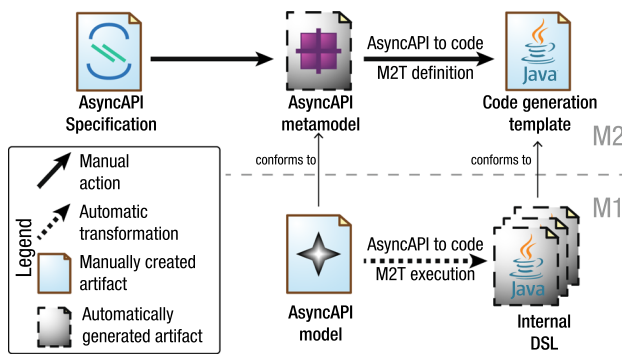 AsyncAPI to code
M2T definition
Java
AsyncAPI
Specification
AsyncAPI
metamodel
Code generation
template
M2
conforms to
conforms to
M1
Legend
Manual
action
Automatic
transformation
Manually created
artifact
Automatically
generated artifact
AsyncAPI to code
M2T execution
Java
AsyncAPI
model
Internal
DSL